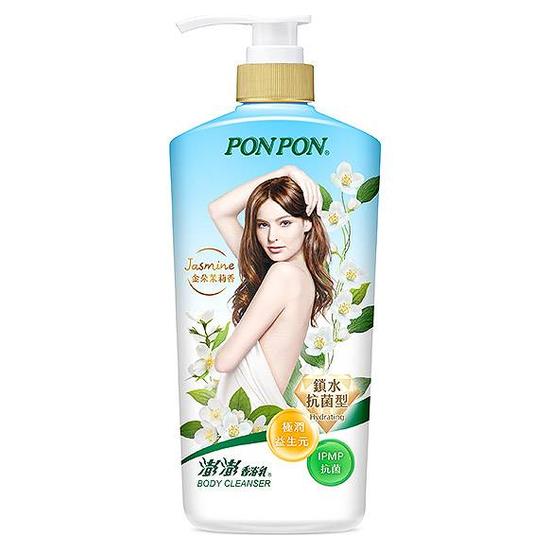 PONPON®
Jasmine
金朵茉莉香
鎖水
抗菌型
Hydrating
極潤
益生元
IPMP
抗菌
澎澎香浴乳®
BODY CLEANSER